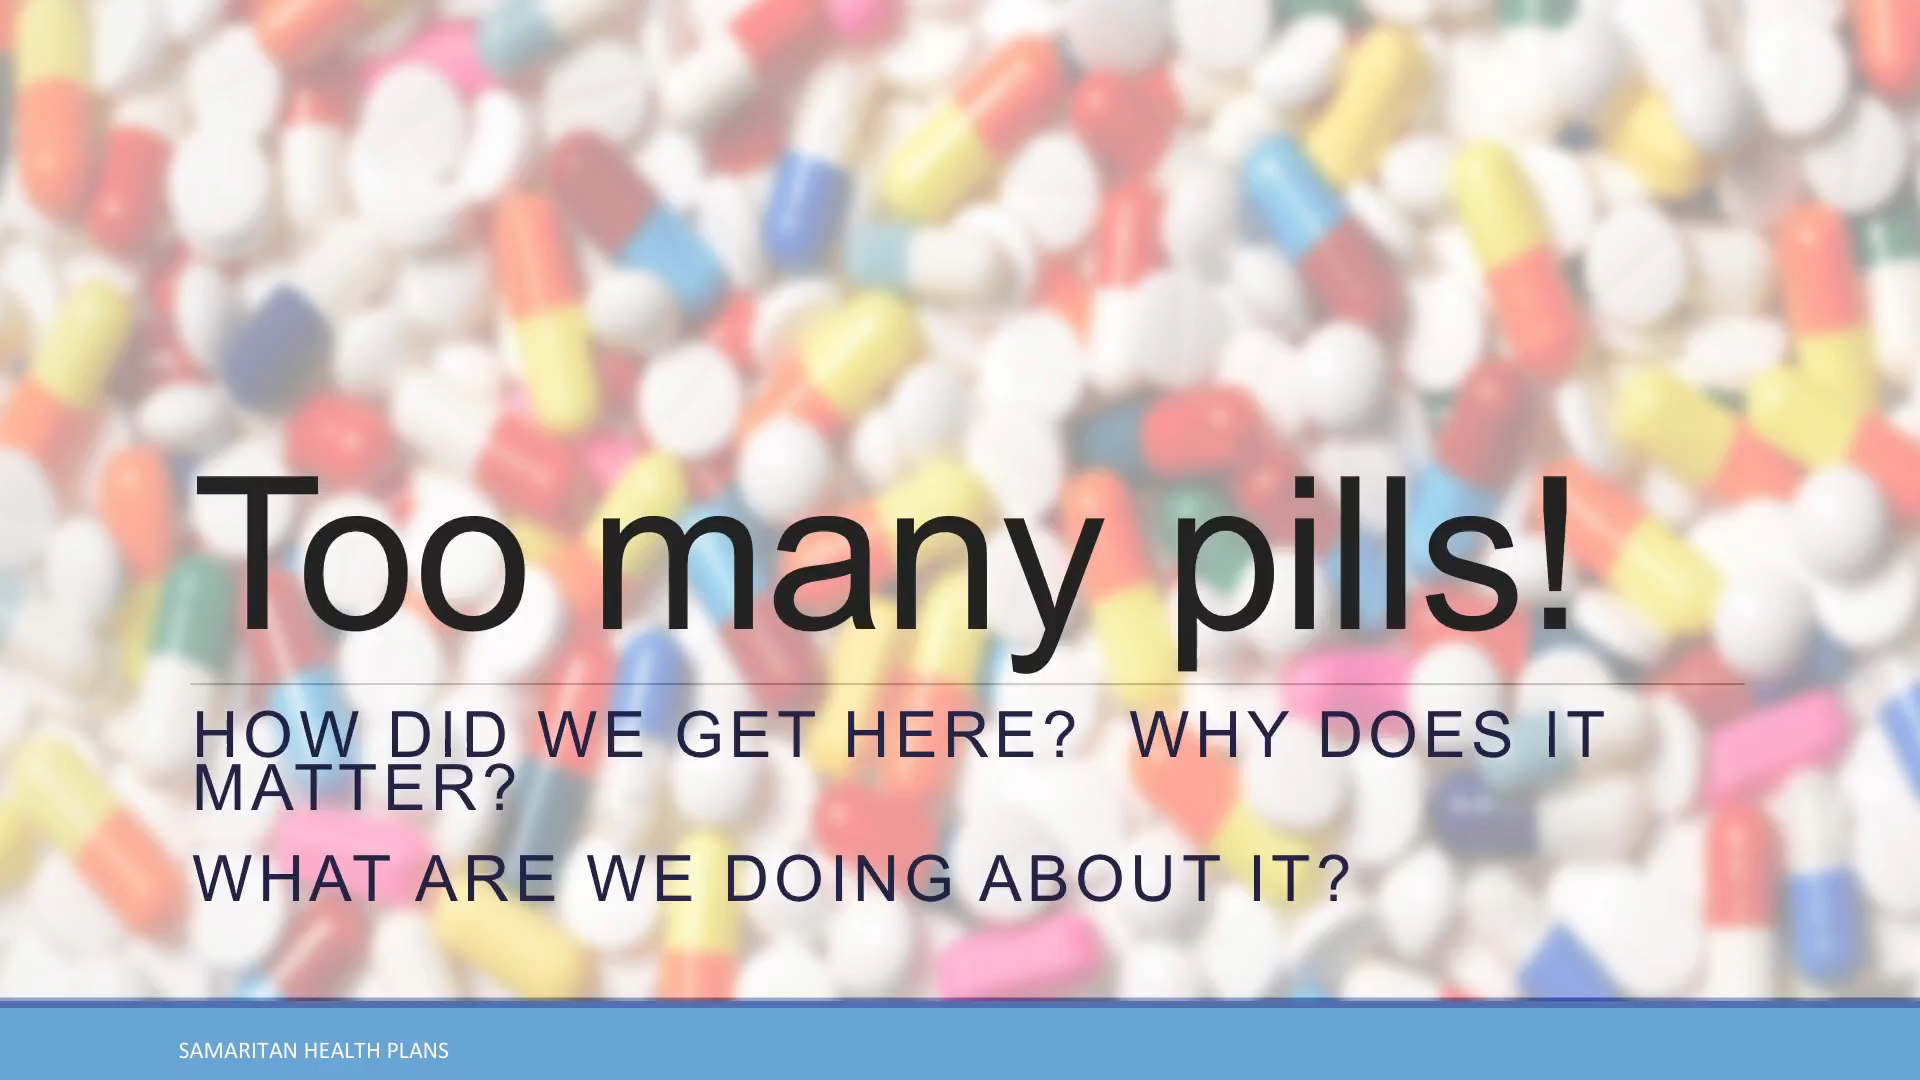 Too many pills!
HOW DID WE GET HERE? WHY DOES IT
MATTER?
WHAT ARE WE DOING ABOUT IT?
SAMARITAN HEALTH PLANS